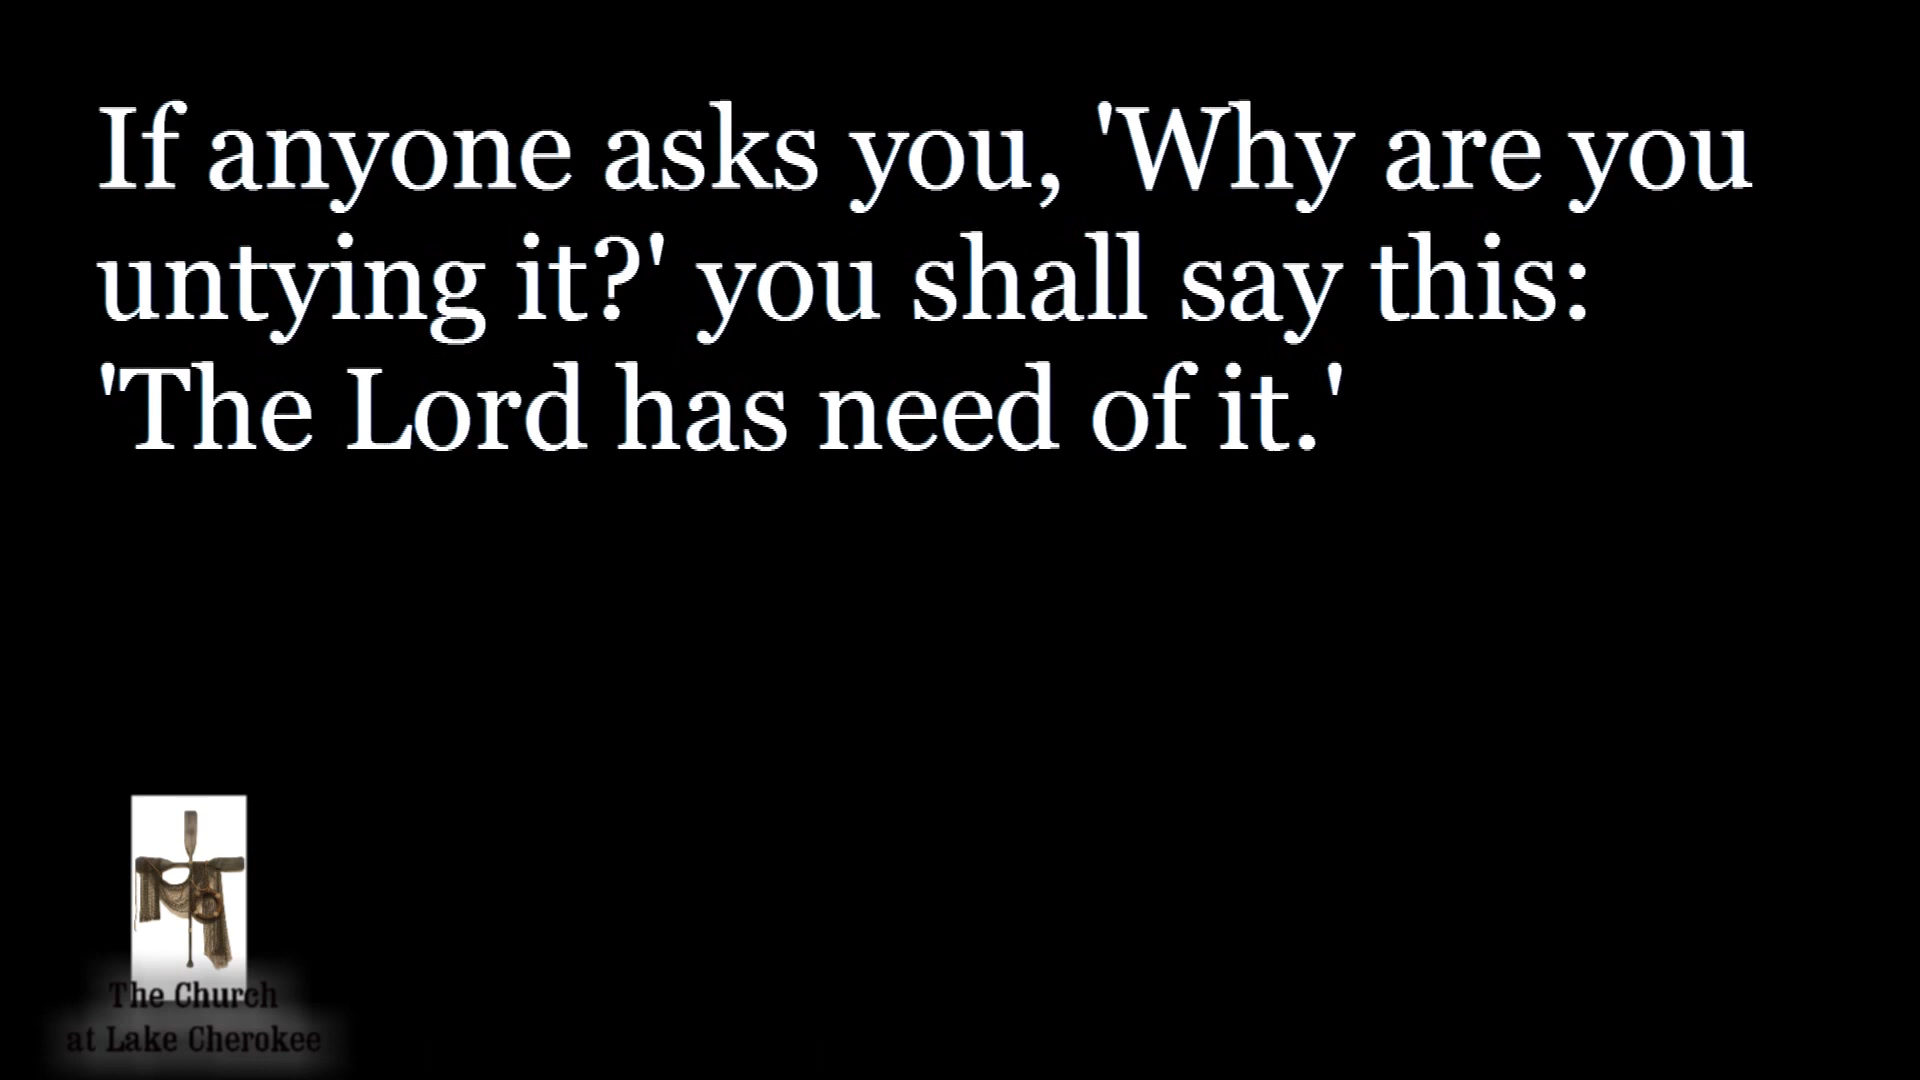 If anyone asks you, 'Why are you
untying it?' you shall say this:
'The Lord has need of it.'
The Church
at Lake Cherokee